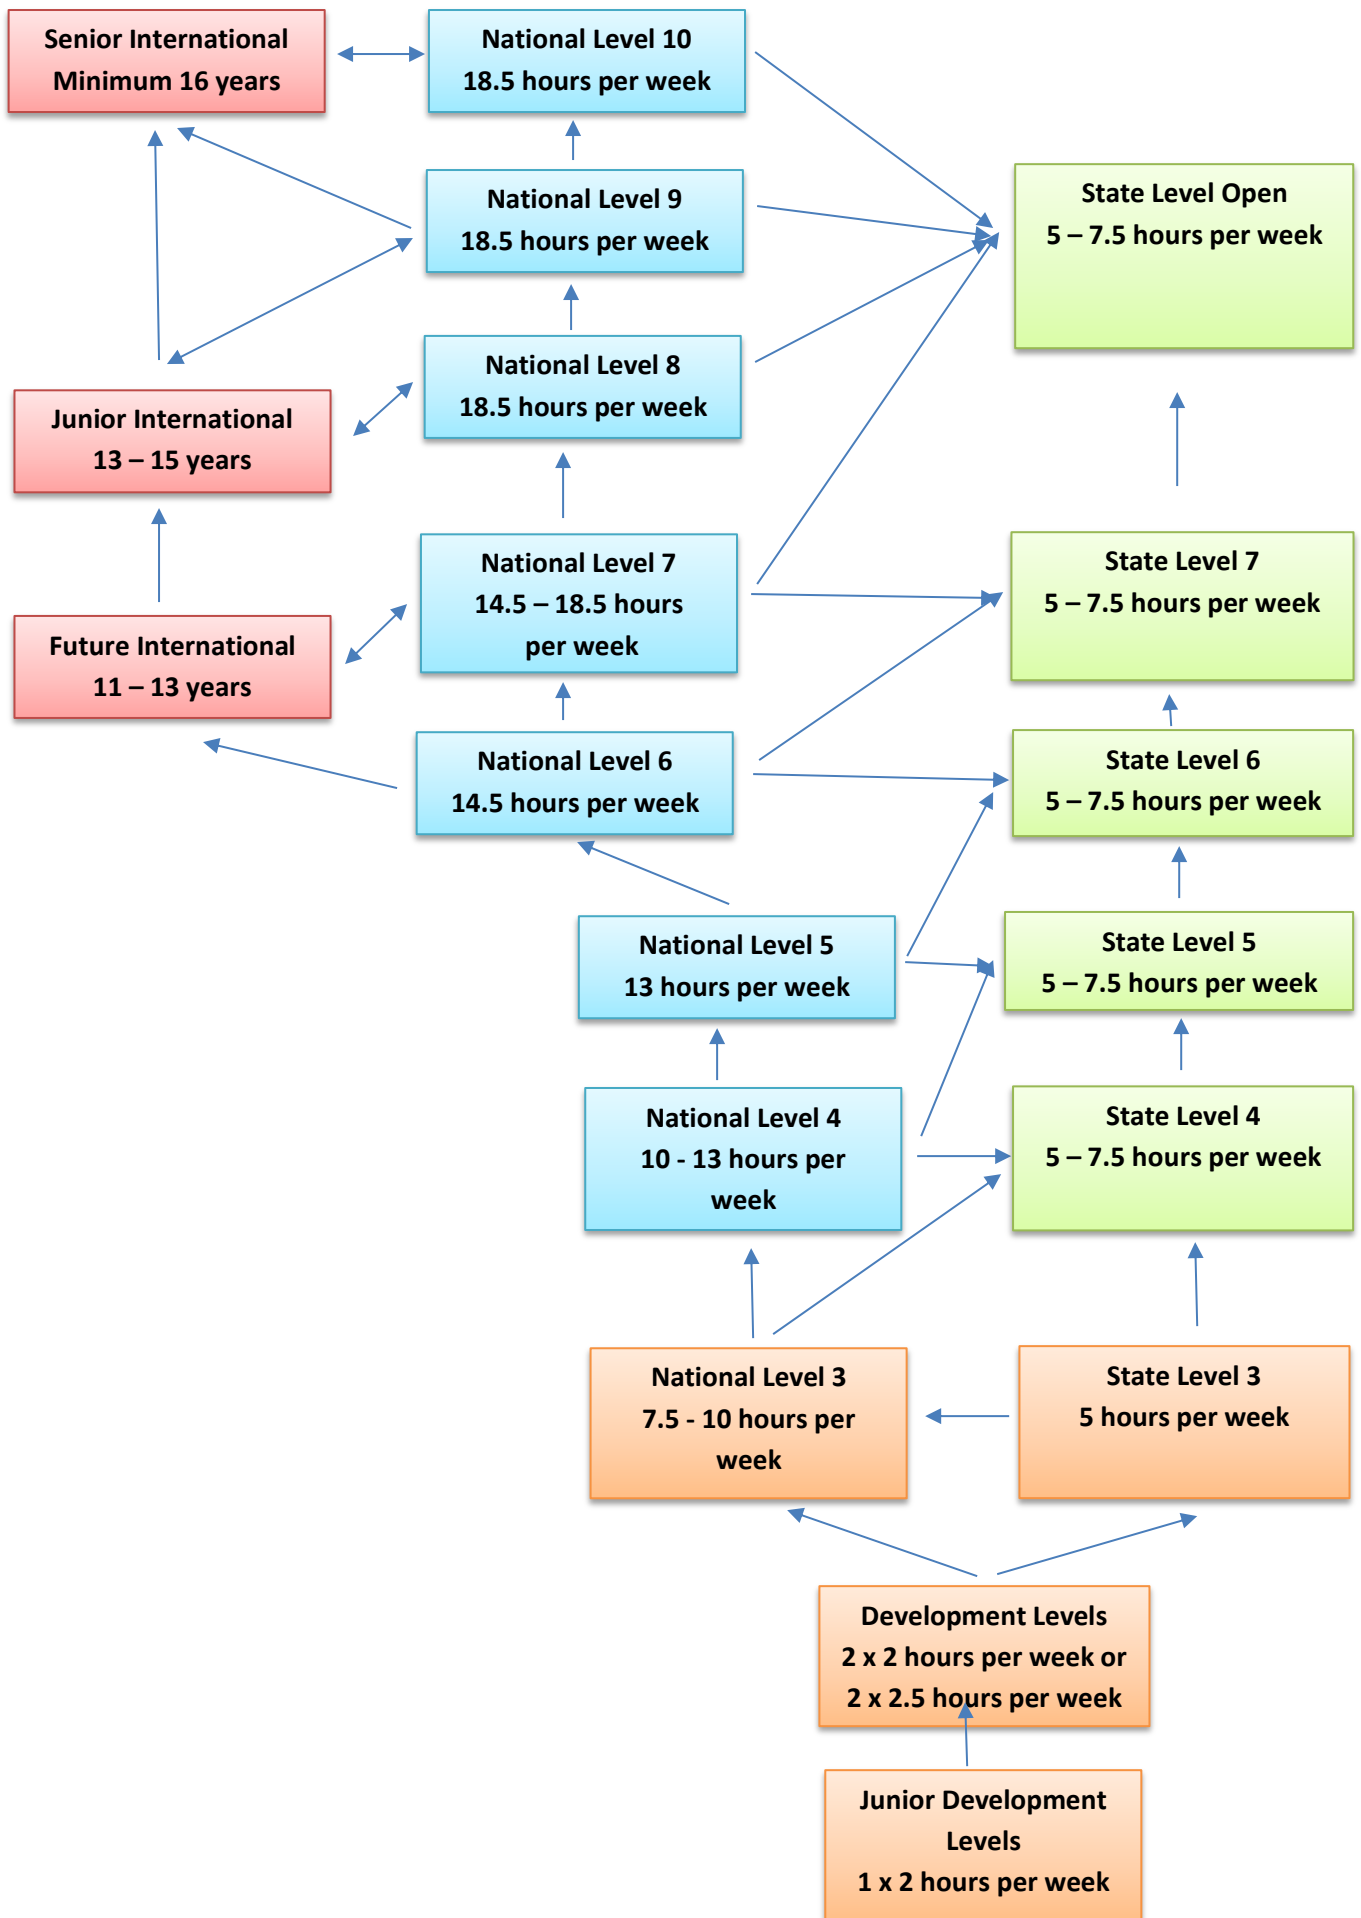 Senior International
Minimum 16 years
National Level 10
18.5 hours per week
National Level 9
18.5 hours per week
State Level Open
5 – 7.5 hours per week
National Level 8
18.5 hours per week
Junior International
13 – 15 years
National Level 7
14.5 – 18.5 hours
per week
State Level 7
5 – 7.5 hours per week
Future International
11 – 13 years
National Level 6
14.5 hours per week
State Level 6
5 – 7.5 hours per week
National Level 5
13 hours per week
State Level 5
5 – 7.5 hours per week
National Level 4
10 - 13 hours per
week
State Level 4
5 – 7.5 hours per week
National Level 3
7.5 - 10 hours per
week
State Level 3
5 hours per week
Development Levels
2 x 2 hours per week or
2 x 2.5 hours per week
Junior Development
Levels
1 x 2 hours per week